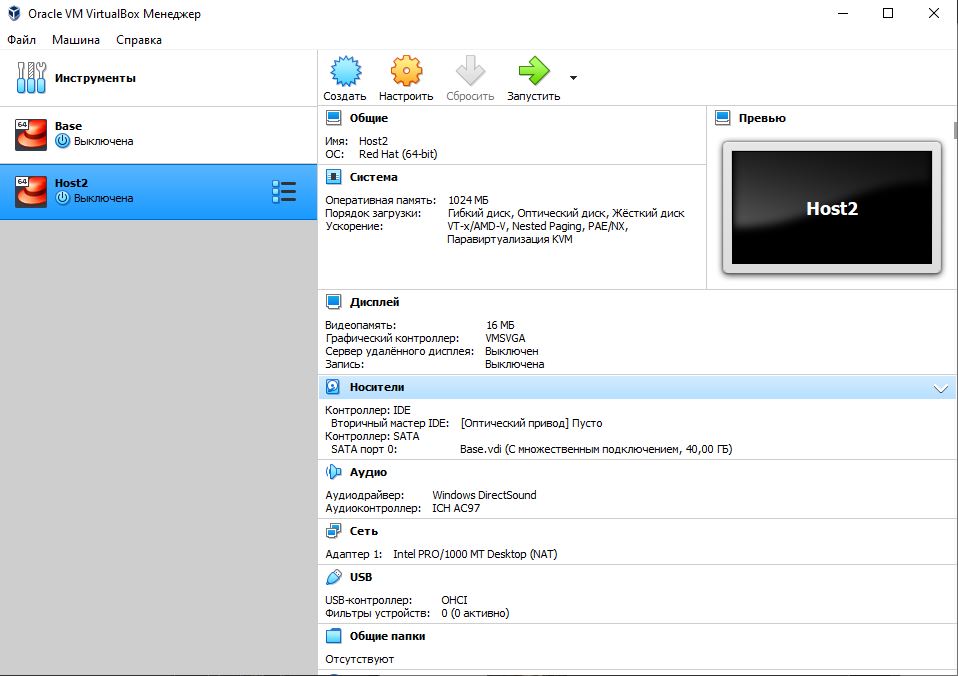 Oracle VM VirtualBox Менеджер
Файл Машина Справка
Инструменты
Создать Настроить Сбросить Запустить
64 Base
Выключена
64 Host2
Выключена
Общие
Имя: Host2
ОС: Red Hat (64-bit)
Превью
Host2
Система
Оперативная память: 1024 МБ
Порядок загрузки: Гибкий диск, Оптический диск, Жёсткий диск
Ускорение: VT-x/AMD-V, Nested Paging, PAE/NX,
Паравиртуализация KVM
Дисплей
Видеопамять: 16 МБ
Графический контроллер: VMSVGA
Сервер удалённого дисплея: Выключен
Запись: Выключена
Носители
Контроллер: IDE
Вторичный мастер IDE: [Оптический привод] Пусто
Контроллер: SATA
SATA порт 0: Base.vdi (С множественным подключением, 40,00 ГБ)
Аудио
Аудиодрайвер: Windows DirectSound
Аудиоконтроллер: ICH AC97
Сеть
Адаптер 1: Intel PRO/1000 MT Desktop (NAT)
USB
USB-контроллер: OHCI
Фильтры устройств: 0 (0 активно)
Общие папки
Отсутствуют